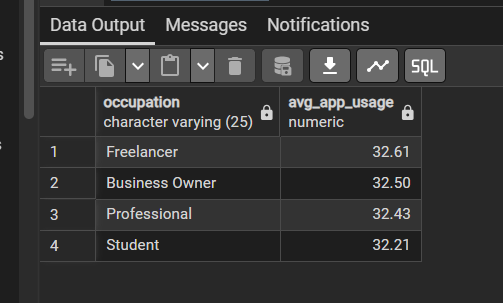 Data Output Messages Notifications
SQL
occupation avg_app_usage
character varying (25) numeric
1 Freelancer 32.61
2 Business Owner 32.50
3 Professional 32.43
4 Student 32.21